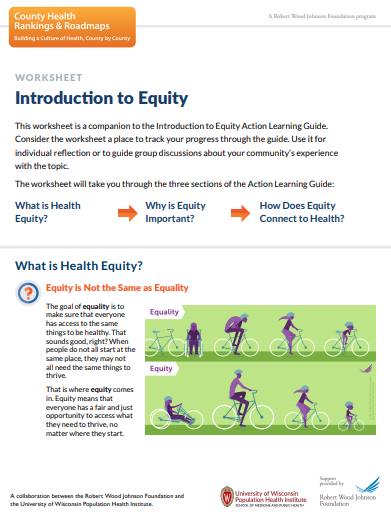 County Health
Rankings & Roadmaps
Building a Culture of Health, County by County
A Robert Wood Johnson Foundation program
WORKSHEET
Introduction to Equity
This worksheet is a companion to the Introduction to Equity Action Learning Guide.
Consider the worksheet a place to track your progress through the guide. Use it for
individual reflection or to guide group discussions about your community's experience
with the topic.
The worksheet will take you through the three sections of the Action Learning Guide:
What is Health
Equity?
Why is Equity
Important?
How Does Equity
Connect to Health?
What is Health Equity?
?
Equity is Not the Same as Equality
The goal of equality is to
make sure that everyone
has access to the same
things to be healthy. That
sounds good, right? When
people do not all start at the
same place, they may not
all need the same things to
thrive.
That is where equity comes
in. Equity means that
everyone has a fair and just
opportunity to access what
they need to thrive, no
matter where they start.
Equality
Equity
A collaboration between the Robert Wood Johnson Foundation and
the University of Wisconsin Population Health Institute.
University of Wisconsin
Population Health Institute
SCHOOL OF MEDICINE AND PUBLIC HEALTH
Support
provided by
Robert Wood Johnson
Foundation